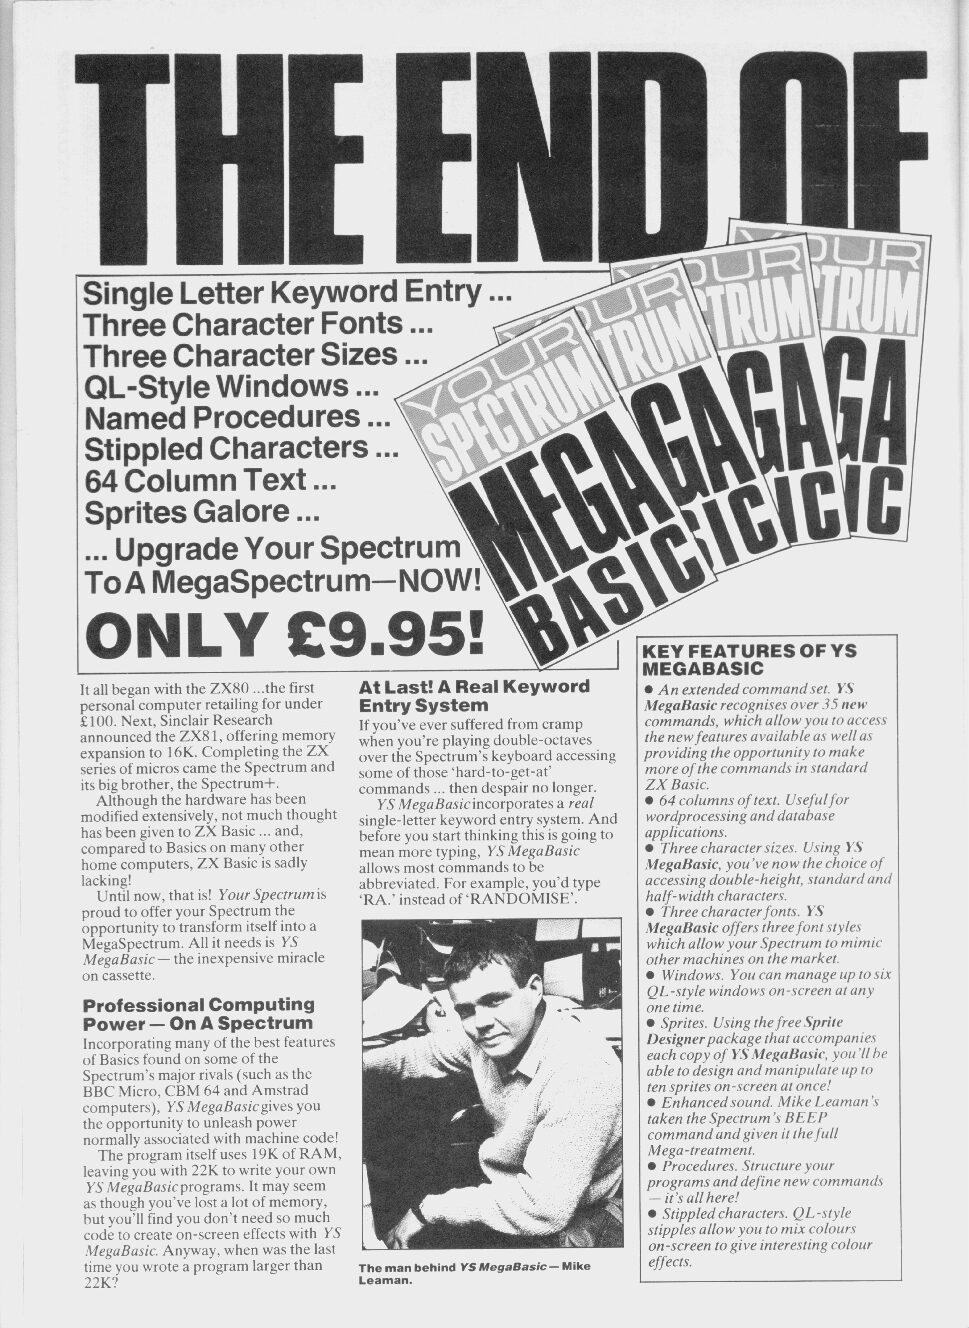 THE END OF
Single Letter Keyword Entry ...
Three Character Fonts ...
Three Character Sizes ...
QL-Style Windows ...
Named Procedures ...
Stippled Characters ...
64 Column Text ...
Sprites Galore ...
... Upgrade Your Spectrum
To A MegaSpectrum—NOW!
ONLY £9.95!
YOUR
SPECTRUM
MEGA
BASIC
YOUR
TRUM
GA
SIC
YOUR
CTRUM
GA
IC
YOUR
CTRUM
GA
IC
It all began with the ZX80 ...the first
personal computer retailing for under
£100. Next, Sinclair Research
announced the ZX81, offering memory
expansion to 16K. Completing the ZX
series of micros came the Spectrum and
its big brother, the Spectrum+.
Although the hardware has been
modified extensively, not much thought
has been given to ZX Basic ... and,
compared to Basics on many other
home computers, ZX Basic is sadly
lacking!
Until now, that is! Your Spectrum is
proud to offer your Spectrum the
opportunity to transform itself into a
MegaSpectrum. All it needs is YS
MegaBasic — the inexpensive miracle
on cassette.
Professional Computing
Power — On A Spectrum
Incorporating many of the best features
of Basics found on some of the
Spectrum's major rivals (such as the
BBC Micro, CBM 64 and Amstrad
computers), YS MegaBasic gives you
the opportunity to unleash power
normally associated with machine code!
The program itself uses 19K of RAM,
leaving you with 22K to write your own
YS MegaBasic programs. It may seem
as though you've lost a lot of memory,
but you'll find you don't need so much
code to create on-screen effects with YS
MegaBasic. Anyway, when was the last
time you wrote a program larger than
22K?
At Last! A Real Keyword
Entry System
If you've ever suffered from cramp
when you're playing double-octaves
over the Spectrum's keyboard accessing
some of those 'hard-to-get-at'
commands ... then despair no longer.
YS MegaBasic incorporates a real
single-letter keyword entry system. And
before you start thinking this is going to
mean more typing, YS MegaBasic
allows most commands to be
abbreviated. For example, you'd type
'RA.' instead of 'RANDOMISE'.
The man behind YS MegaBasic — Mike
Leaman.
KEY FEATURES OF YS
MEGABASIC
● An extended command set. YS
MegaBasic recognises over 35 new
commands, which allow you to access
the new features available as well as
providing the opportunity to make
more of the commands in standard
ZX Basic.
● 64 columns of text. Useful for
wordprocessing and database
applications.
● Three character sizes. Using YS
MegaBasic, you've now the choice of
accessing double-height, standard and
half-width characters.
● Three character fonts. YS
MegaBasic offers three font styles
which allow your Spectrum to mimic
other machines on the market.
● Windows. You can manage up to six
QL-style windows on-screen at any
one time.
● Sprites. Using the free Sprite
Designer package that accompanies
each copy of YS MegaBasic, you'll be
able to design and manipulate up to
ten sprites on-screen at once!
● Enhanced sound. Mike Leaman's
taken the Spectrum's BEEP
command and given it the full
Mega-treatment.
● Procedures. Structure your
programs and define new commands
— it's all here!
● Stippled characters. QL-style
stipples allow you to mix colours
on-screen to give interesting colour
effects.